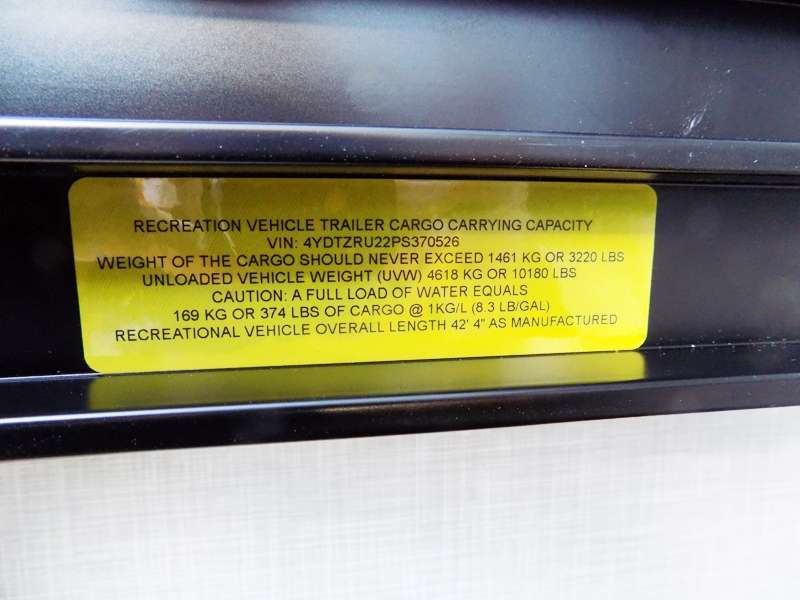 RECREATION VEHICLE TRAILER CARGO CARRYING CAPACITY
VIN: 4YDTZRU22PS370526
WEIGHT OF THE CARGO SHOULD NEVER EXCEED 1461 KG OR 3220 LBS
UNLOADED VEHICLE WEIGHT (UVW) 4618 KG OR 10180 LBS
CAUTION: A FULL LOAD OF WATER EQUALS
169 KG OR 374 LBS OF CARGO @ 1KG/L (8.3 LB/GAL)
RECREATIONAL VEHICLE OVERALL LENGTH 42' 4" AS MANUFACTURED